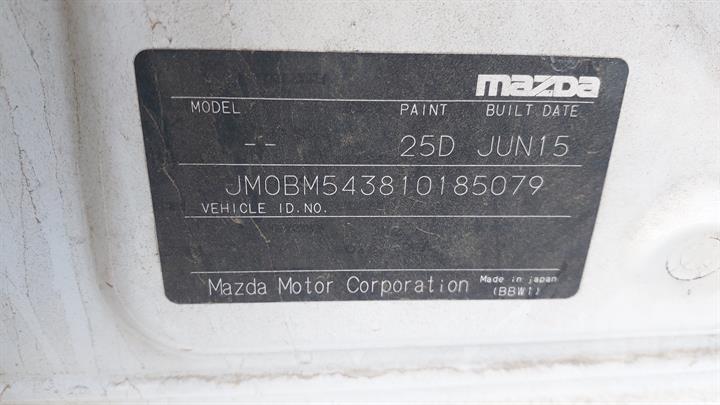 mazda
MODEL PAINT BUILT DATE
-- 25D JUN15
JM0BM543810185079
VEHICLE ID.NO.
Mazda Motor Corporation Made in japan
(BBW1)